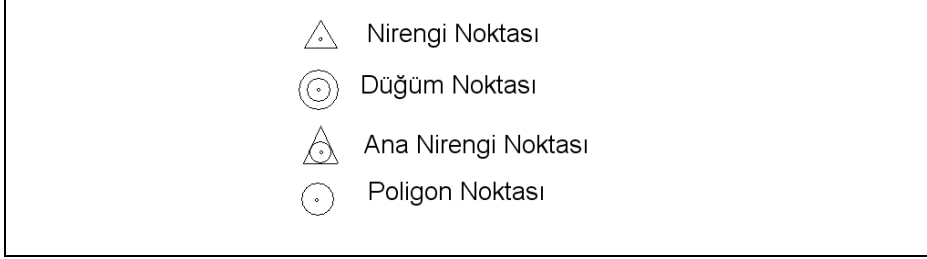 Nirengi Noktası
Düğüm Noktası
Ana Nirengi Noktası
Poligon Noktası